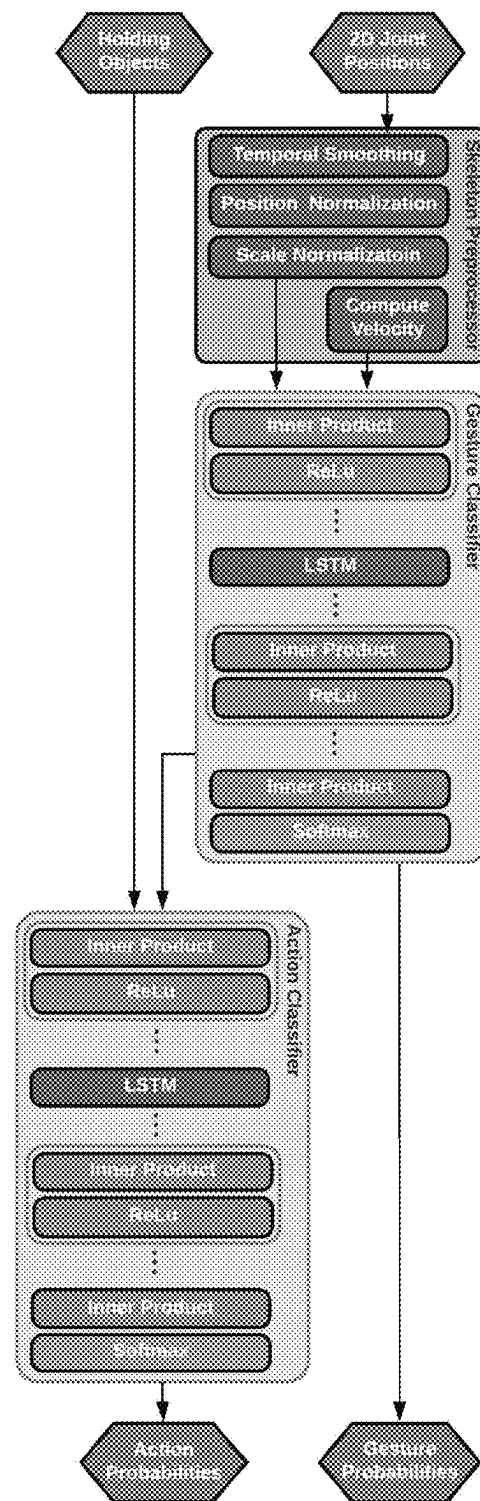 Holding
Objects
2D Joint
Positions
Skeleton Preprocessor
Temporal Smoothing
Position Normalization
Scale Normalizatoin
Compute
Velocity
Gesture Classifier
Inner Product
ReLu
LSTM
Inner Product
ReLu
Inner Product
Softmax
Action Classifier
Inner Product
ReLu
LSTM
Inner Product
ReLu
Inner Product
Softmax
Action
Probabilities
Gesture
Probabilities